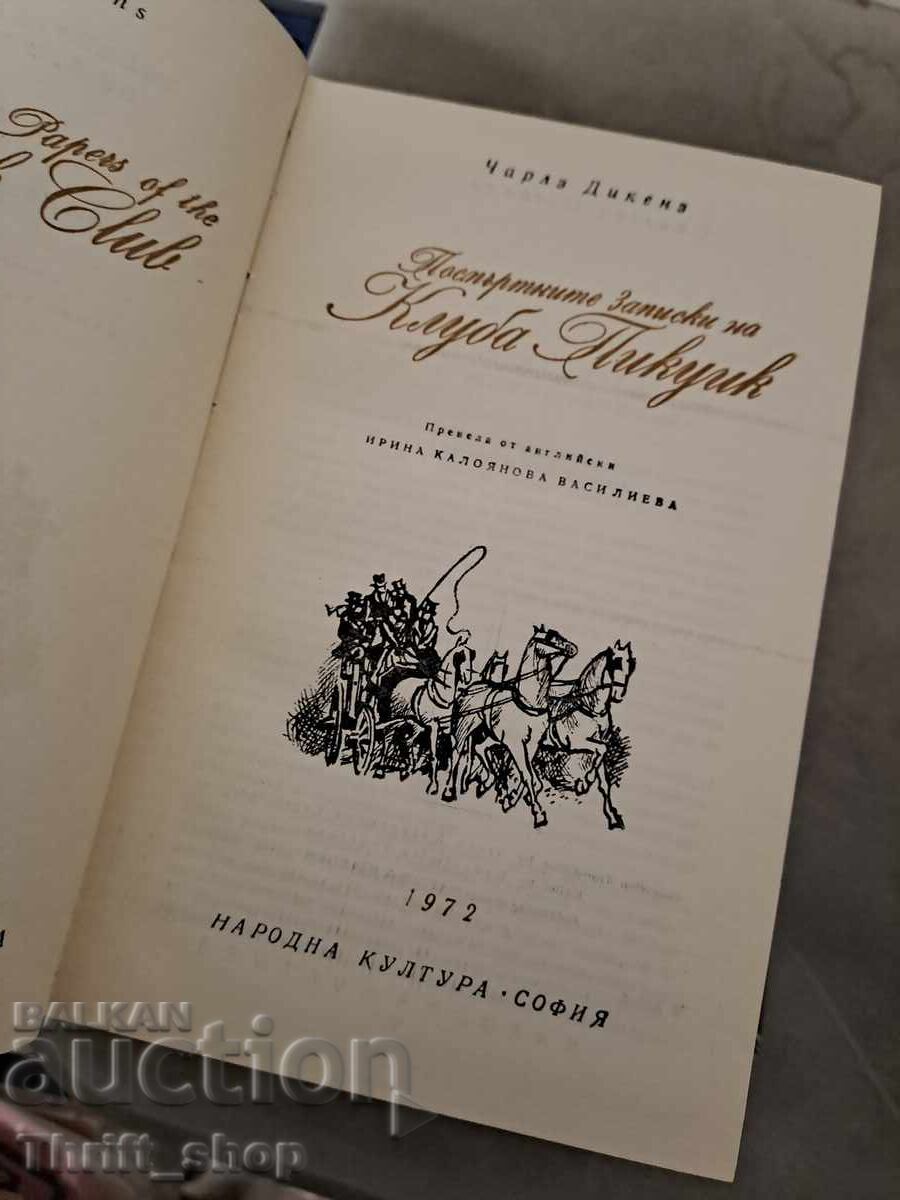 ns
Papers of the
Club
Чарлз Дикенз
Посмъртните записки на
Клуба Пикуик
Превела от английски
ИРИНА КАЛОЯНОВА ВАСИЛИЕВА
1972
НАРОДНА КУЛТУРА · СОФИЯ
BALKAN
auction
Thrift_shop